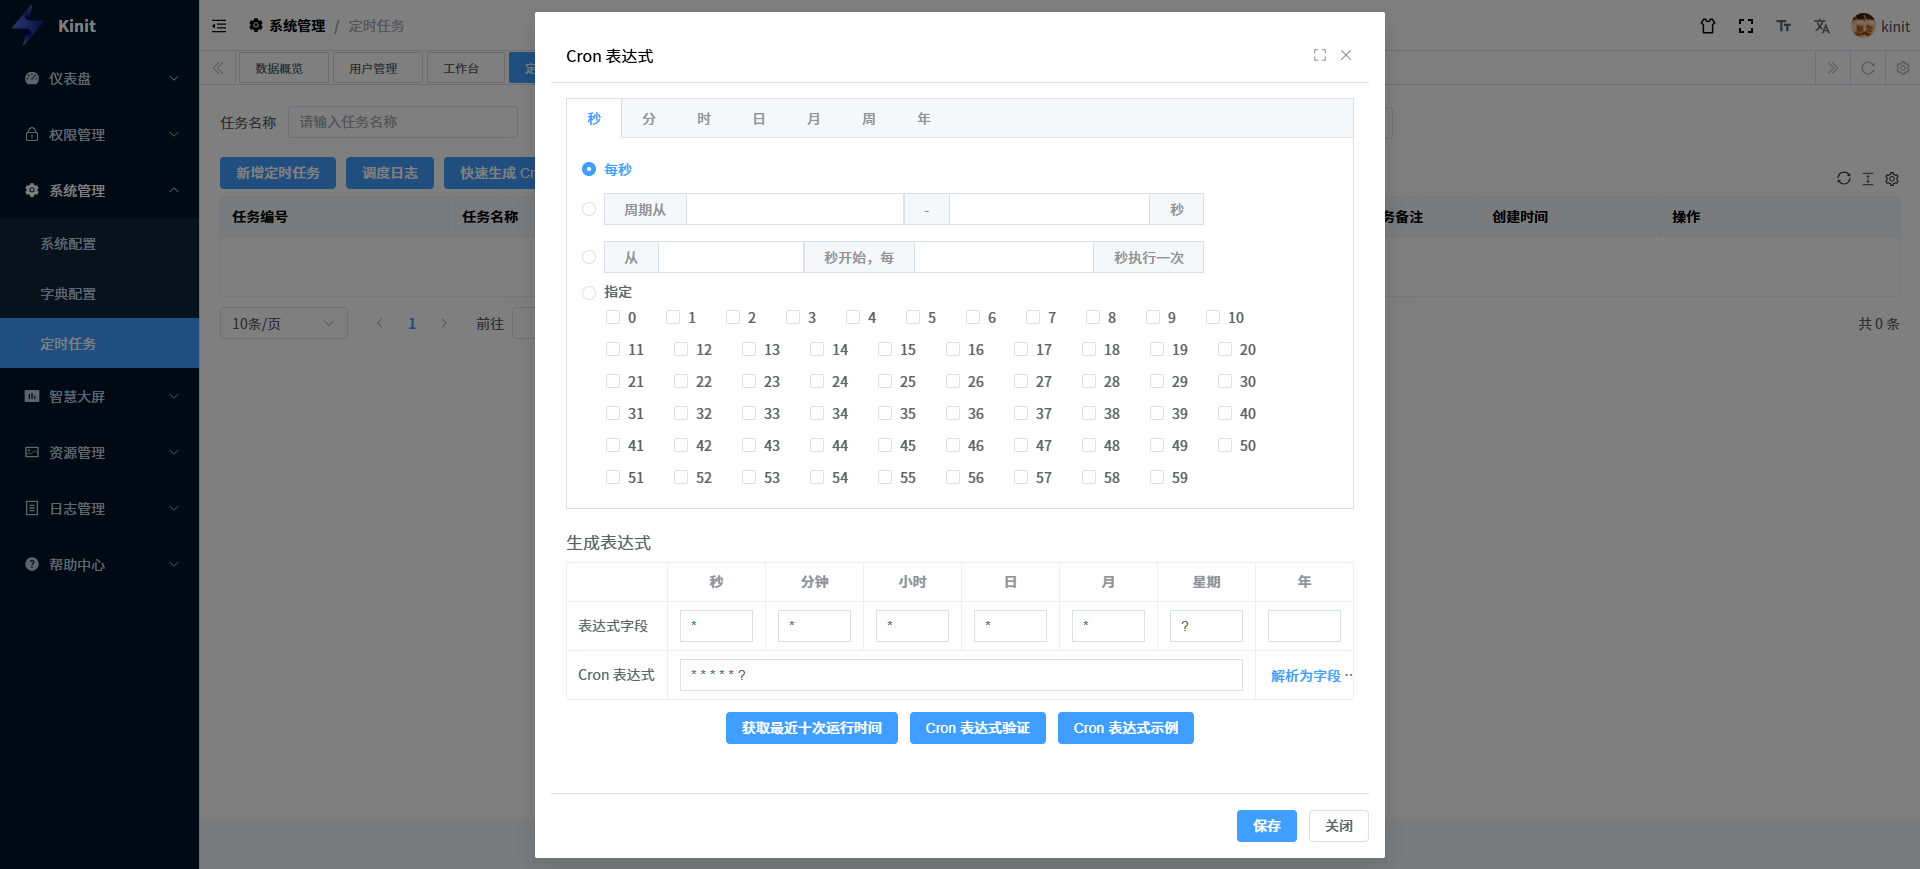 Kinit
仪表盘
权限管理
系统管理
系统配置
字典配置
定时任务
智慧大屏
资源管理
日志管理
帮助中心
系统管理 / 定时任务
kinit
数据概览
用户管理
工作台
定
任务名称
请输入任务名称
新增定时任务
调度日志
快速生成 Cr
任务编号
任务名称
务备注
创建时间
操作
10条/页
1
前往
共 0 条
Cron 表达式
秒 分 时 日 月 周 年
每秒
周期从 - 秒
从 秒开始，每 秒执行一次
指定
0 1 2 3 4 5 6 7 8 9 10
11 12 13 14 15 16 17 18 19 20
21 22 23 24 25 26 27 28 29 30
31 32 33 34 35 36 37 38 39 40
41 42 43 44 45 46 47 48 49 50
51 52 53 54 55 56 57 58 59
生成表达式
秒 分钟 小时 日 月 星期 年
表达式字段 * * * * * ?
Cron 表达式 * * * * * ? 解析为字段 ··
获取最近十次运行时间
Cron 表达式验证
Cron 表达式示例
保存
关闭